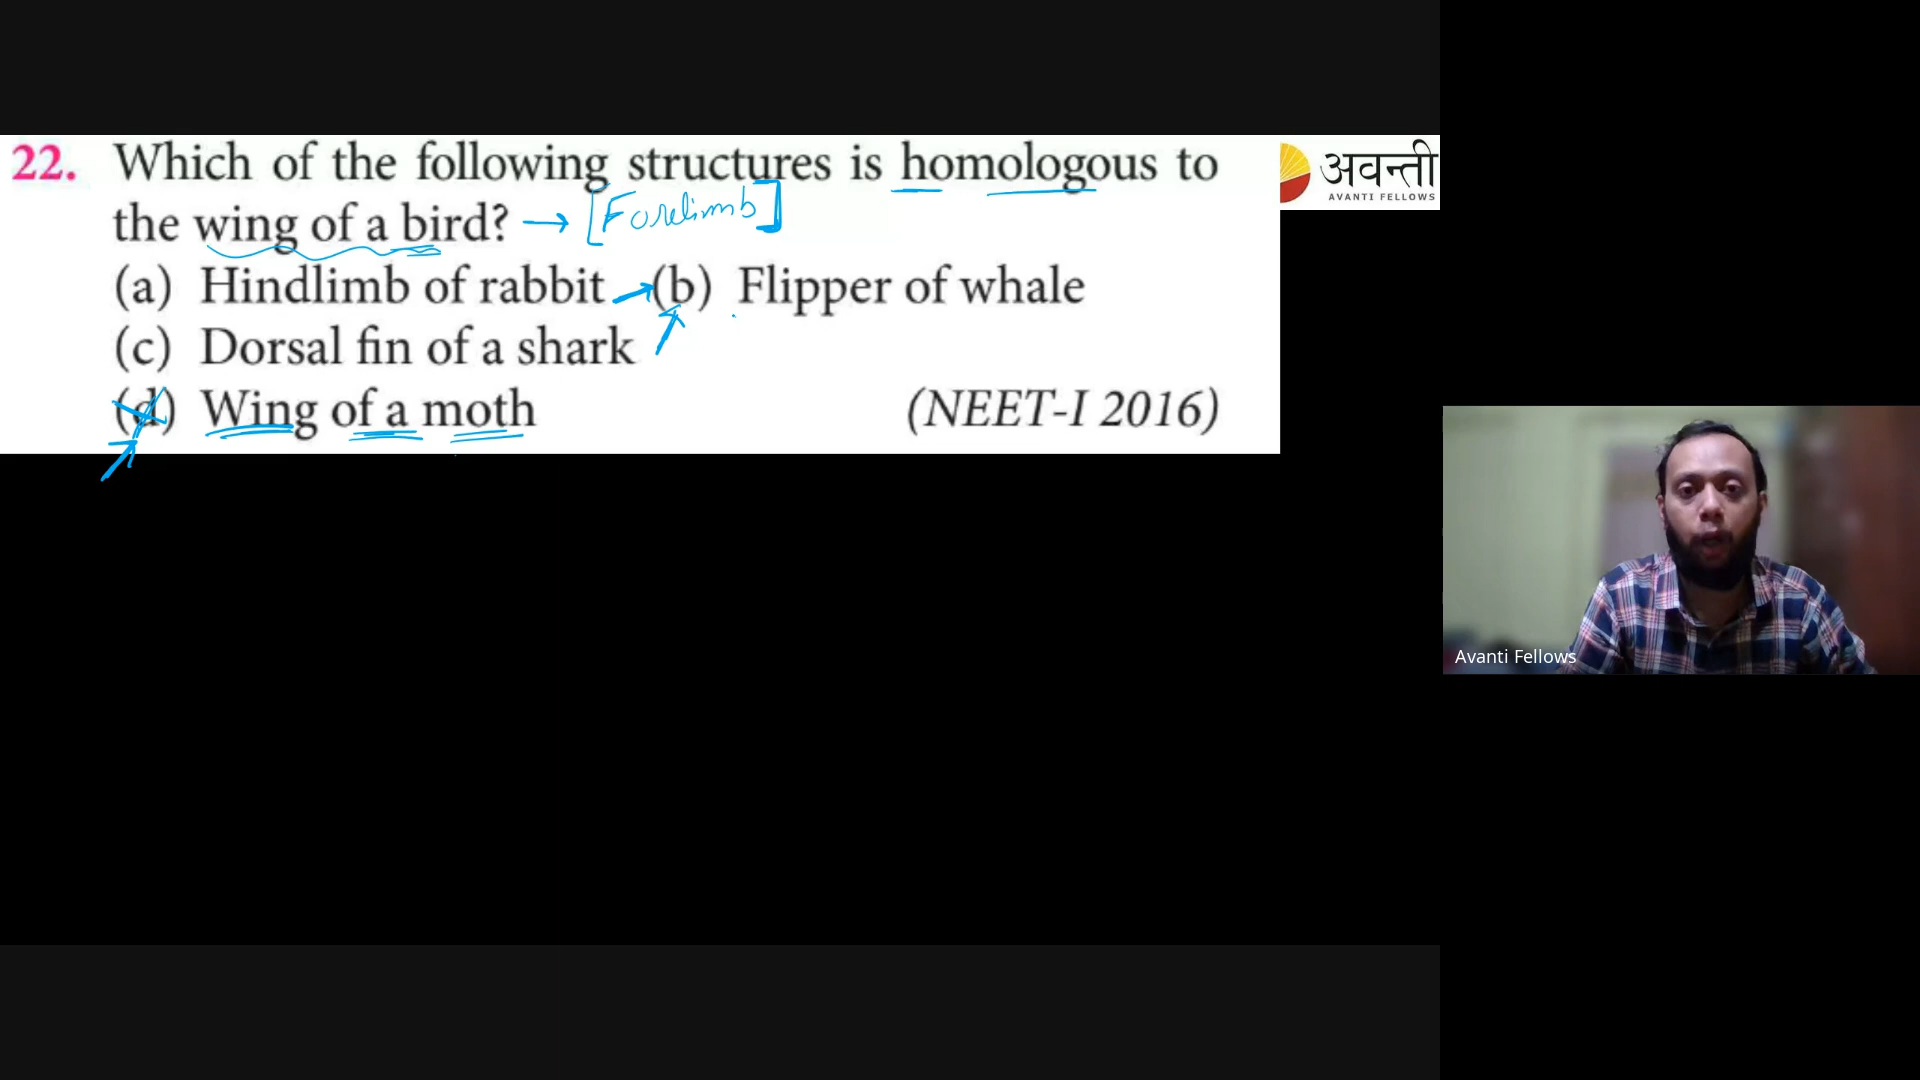 22. Which of the following structures is homologous to
the wing of a bird? → [Forelimb]
(a) Hindlimb of rabbit (b) Flipper of whale
(c) Dorsal fin of a shark
(d) Wing of a moth (NEET-I 2016)
अवन्ती
AVANTI FELLOWS
Avanti Fellows